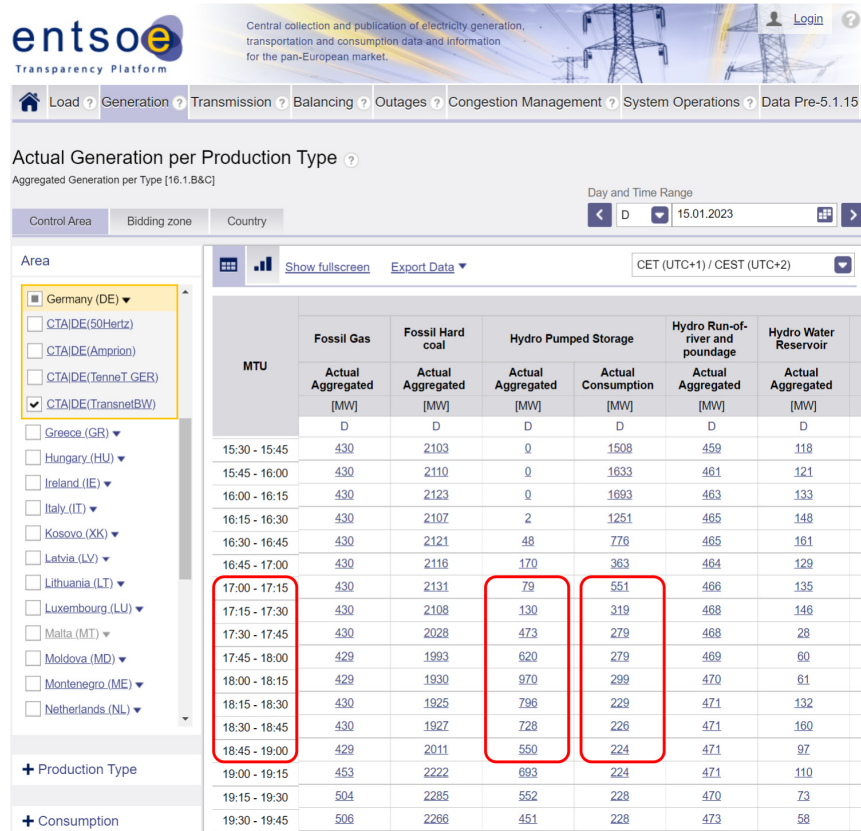 entsoe
Transparency Platform
Central collection and publication of electricity generation,
transportation and consumption data and information
for the pan-European market.
Login ?
Load ? Generation ? Transmission ? Balancing ? Outages ? Congestion Management ? System Operations ? Data Pre-5.1.15
Actual Generation per Production Type ?
Aggregated Generation per Type [16.1.B&C]
Day and Time Range
< D 15.01.2023 >
Control Area Bidding zone Country
Area
Show fullscreen Export Data
CET (UTC+1) / CEST (UTC+2)
Germany (DE)
CTA|DE(50Hertz)
CTA|DE(Amprion)
CTA|DE(TenneT GER)
CTA|DE(TransnetBW)
Greece (GR)
Hungary (HU)
Ireland (IE)
Italy (IT)
Kosovo (XK)
Latvia (LV)
Lithuania (LT)
Luxembourg (LU)
Malta (MT)
Moldova (MD)
Montenegro (ME)
Netherlands (NL)
+ Production Type
+ Consumption
MTU
Fossil Gas Fossil Hard coal Hydro Pumped Storage Hydro Run-of-river and poundage Hydro Water Reservoir
Actual Aggregated Actual Aggregated Actual Aggregated Actual Consumption Actual Aggregated Actual Aggregated
[MW] [MW] [MW] [MW] [MW] [MW]
D D D D D D
15:30 - 15:45 430 2103 0 1508 459 118
15:45 - 16:00 430 2110 0 1633 461 121
16:00 - 16:15 430 2123 0 1693 463 133
16:15 - 16:30 430 2107 2 1251 465 148
16:30 - 16:45 430 2121 48 776 465 161
16:45 - 17:00 430 2116 170 363 464 129
17:00 - 17:15 430 2131 79 551 466 135
17:15 - 17:30 430 2108 130 319 468 146
17:30 - 17:45 430 2028 473 279 468 28
17:45 - 18:00 429 1993 620 279 469 60
18:00 - 18:15 429 1930 970 299 470 61
18:15 - 18:30 430 1925 796 229 471 132
18:30 - 18:45 430 1927 728 226 471 160
18:45 - 19:00 429 2011 550 224 471 97
19:00 - 19:15 453 2222 693 224 471 110
19:15 - 19:30 504 2285 552 228 470 73
19:30 - 19:45 506 2266 451 228 473 58